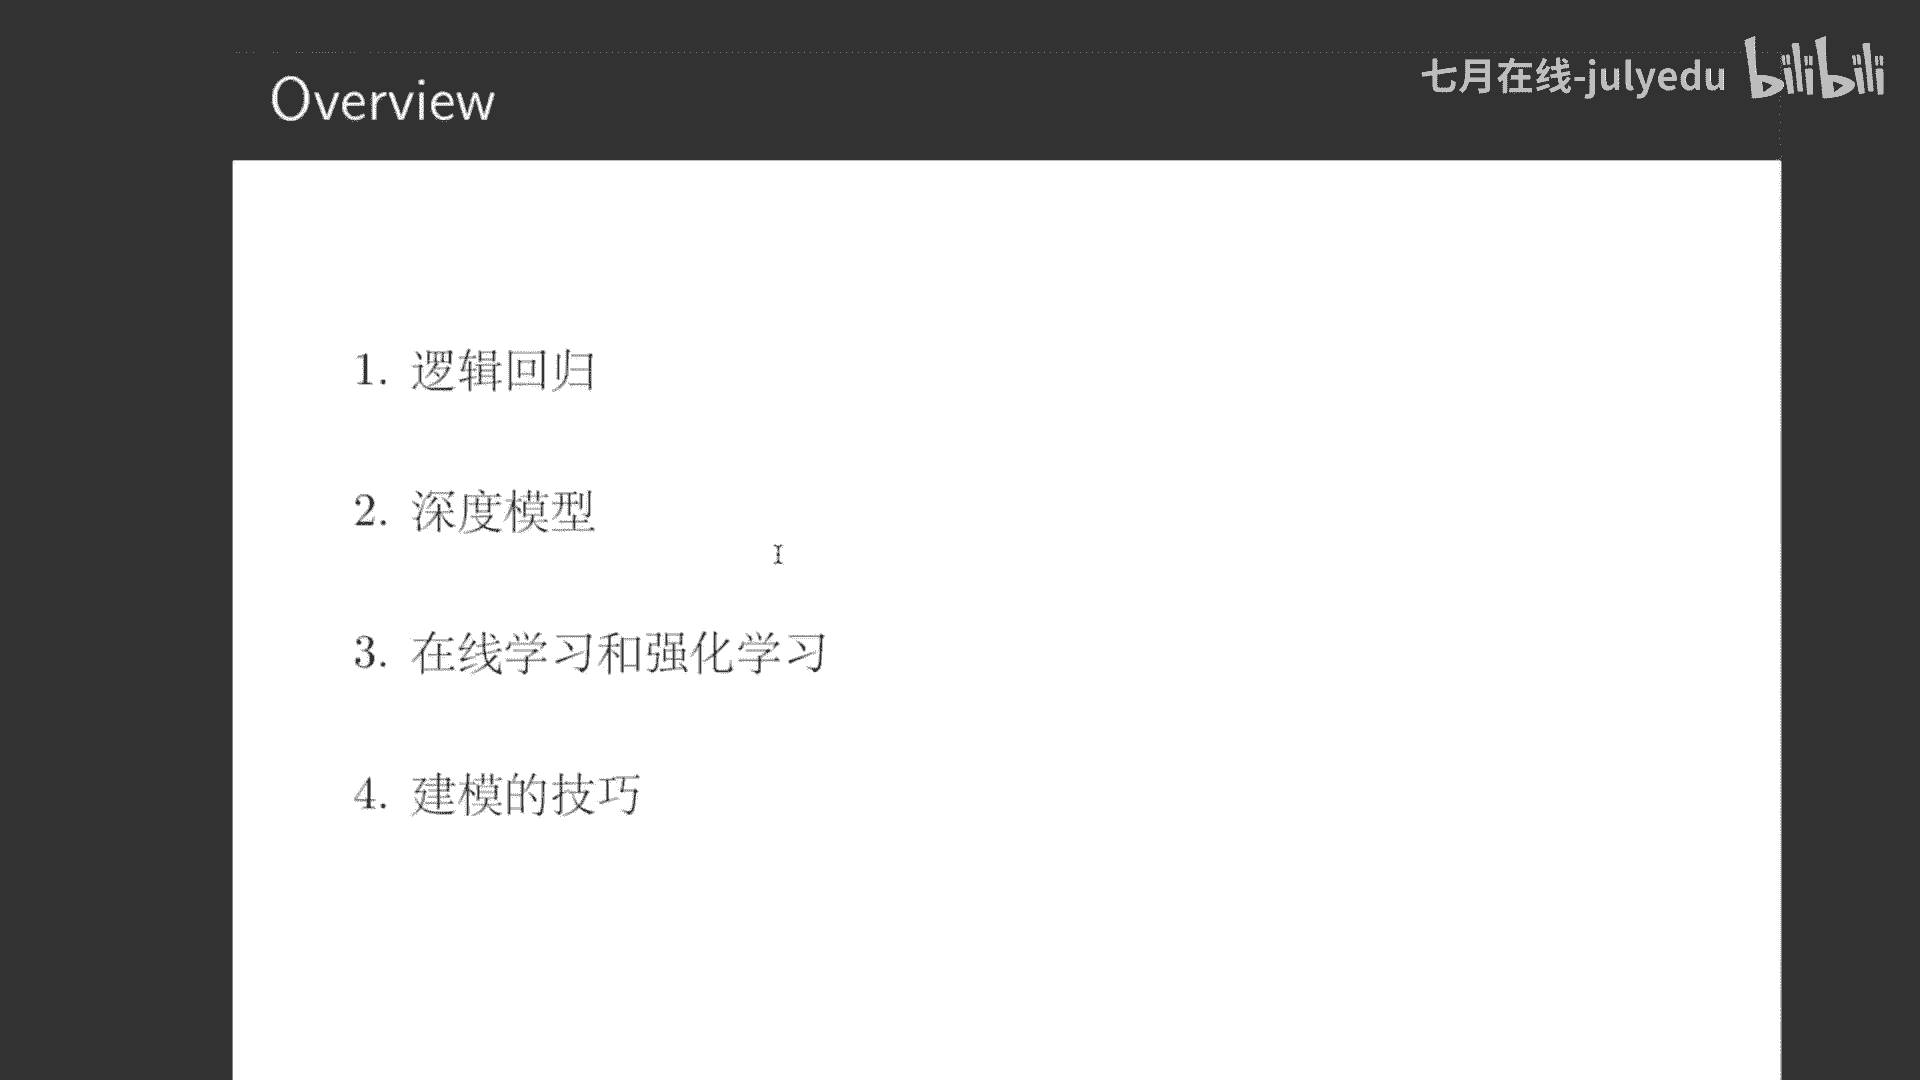 七月在线-julyedu bilibili
Overview
1. 逻辑回归
2. 深度模型
3. 在线学习和强化学习
4. 建模的技巧